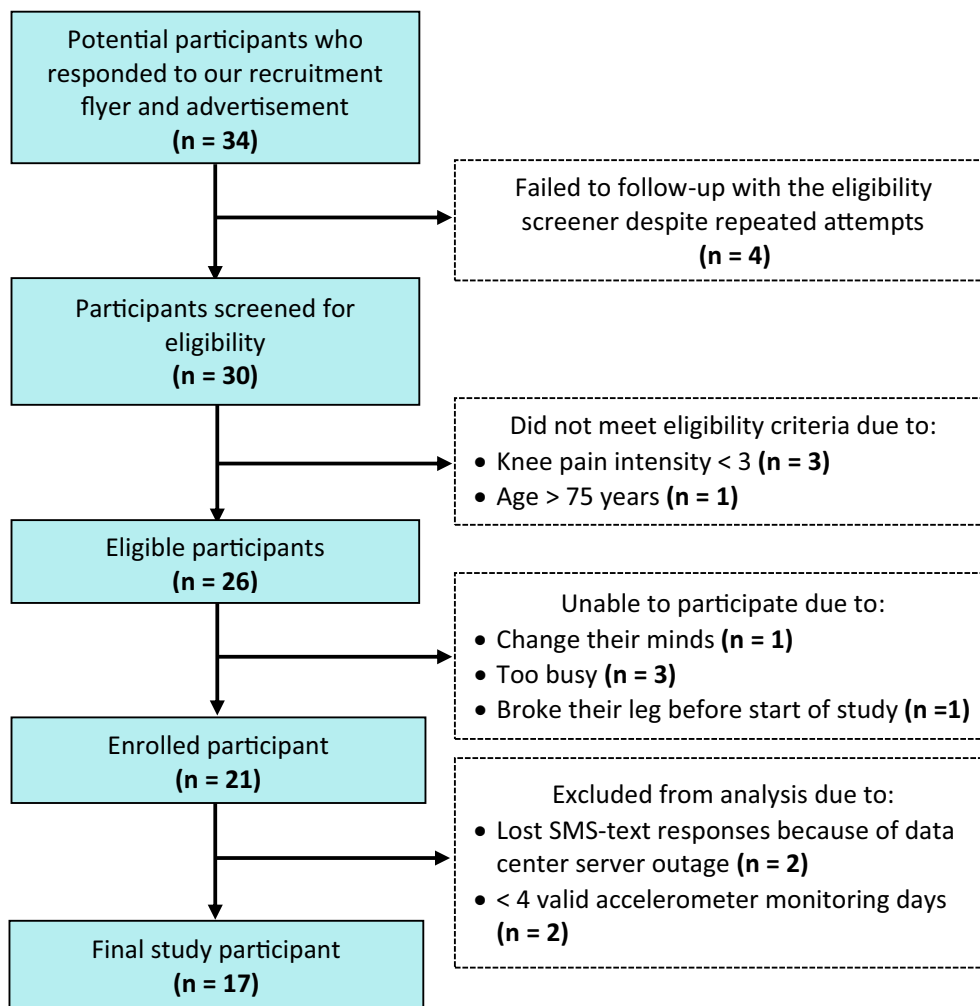 Potential participants who
responded to our recruitment
flyer and advertisement
(n = 34)
Failed to follow-up with the eligibility
screener despite repeated attempts
(n = 4)
Participants screened for
eligibility
(n = 30)
Did not meet eligibility criteria due to:
• Knee pain intensity < 3 (n = 3)
• Age > 75 years (n = 1)
Eligible participants
(n = 26)
Unable to participate due to:
• Change their minds (n = 1)
• Too busy (n = 3)
• Broke their leg before start of study (n =1)
Enrolled participant
(n = 21)
Excluded from analysis due to:
• Lost SMS-text responses because of data
center server outage (n = 2)
• < 4 valid accelerometer monitoring days
(n = 2)
Final study participant
(n = 17)